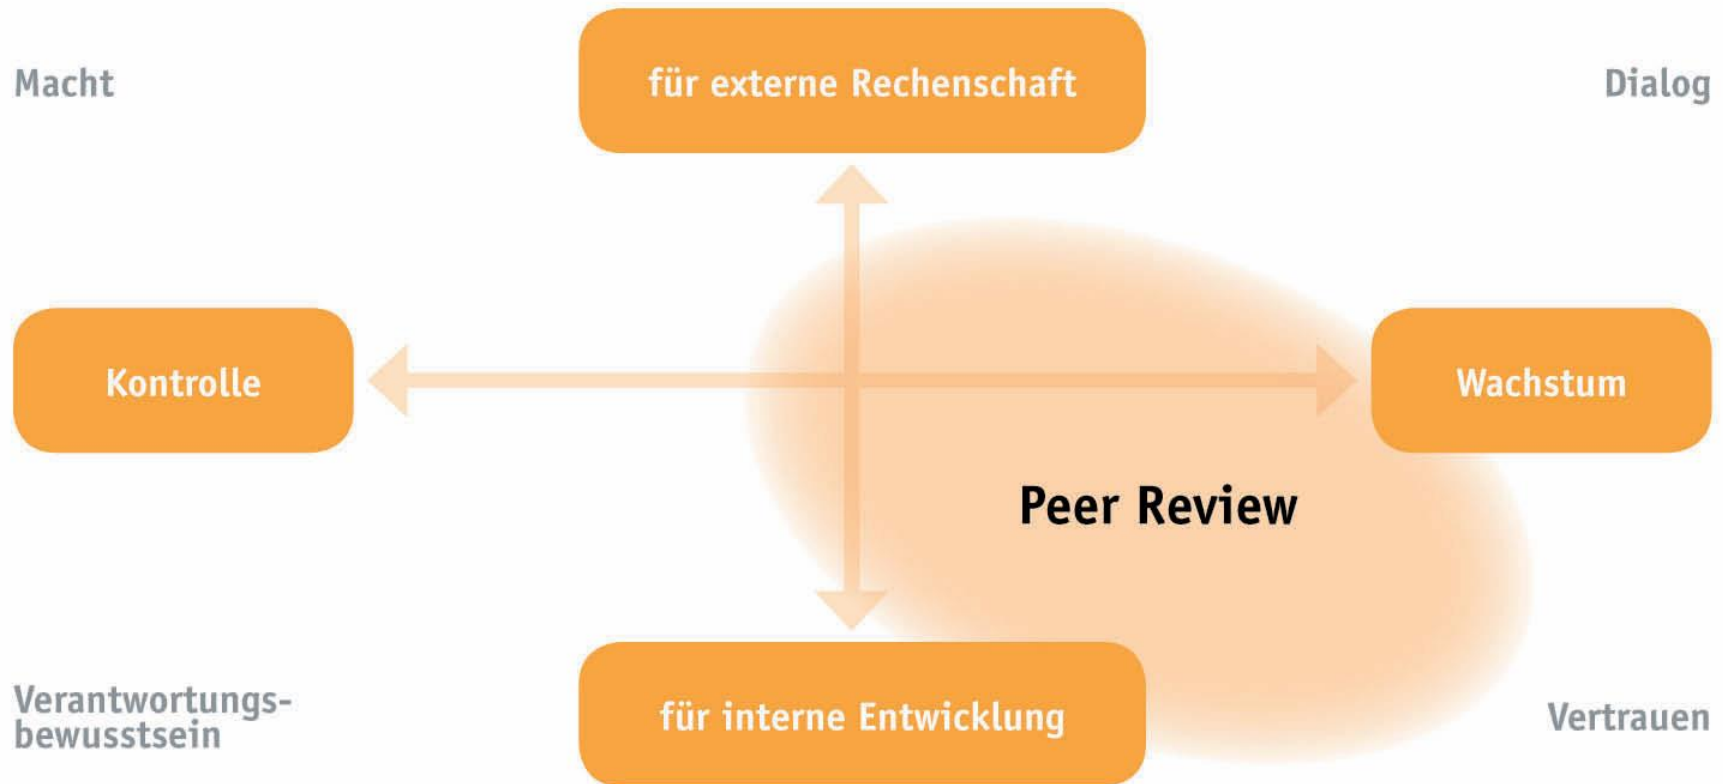 Macht
für externe Rechenschaft
Dialog
Kontrolle
Wachstum
Peer Review
Verantwortungs-
bewusstsein
für interne Entwicklung
Vertrauen